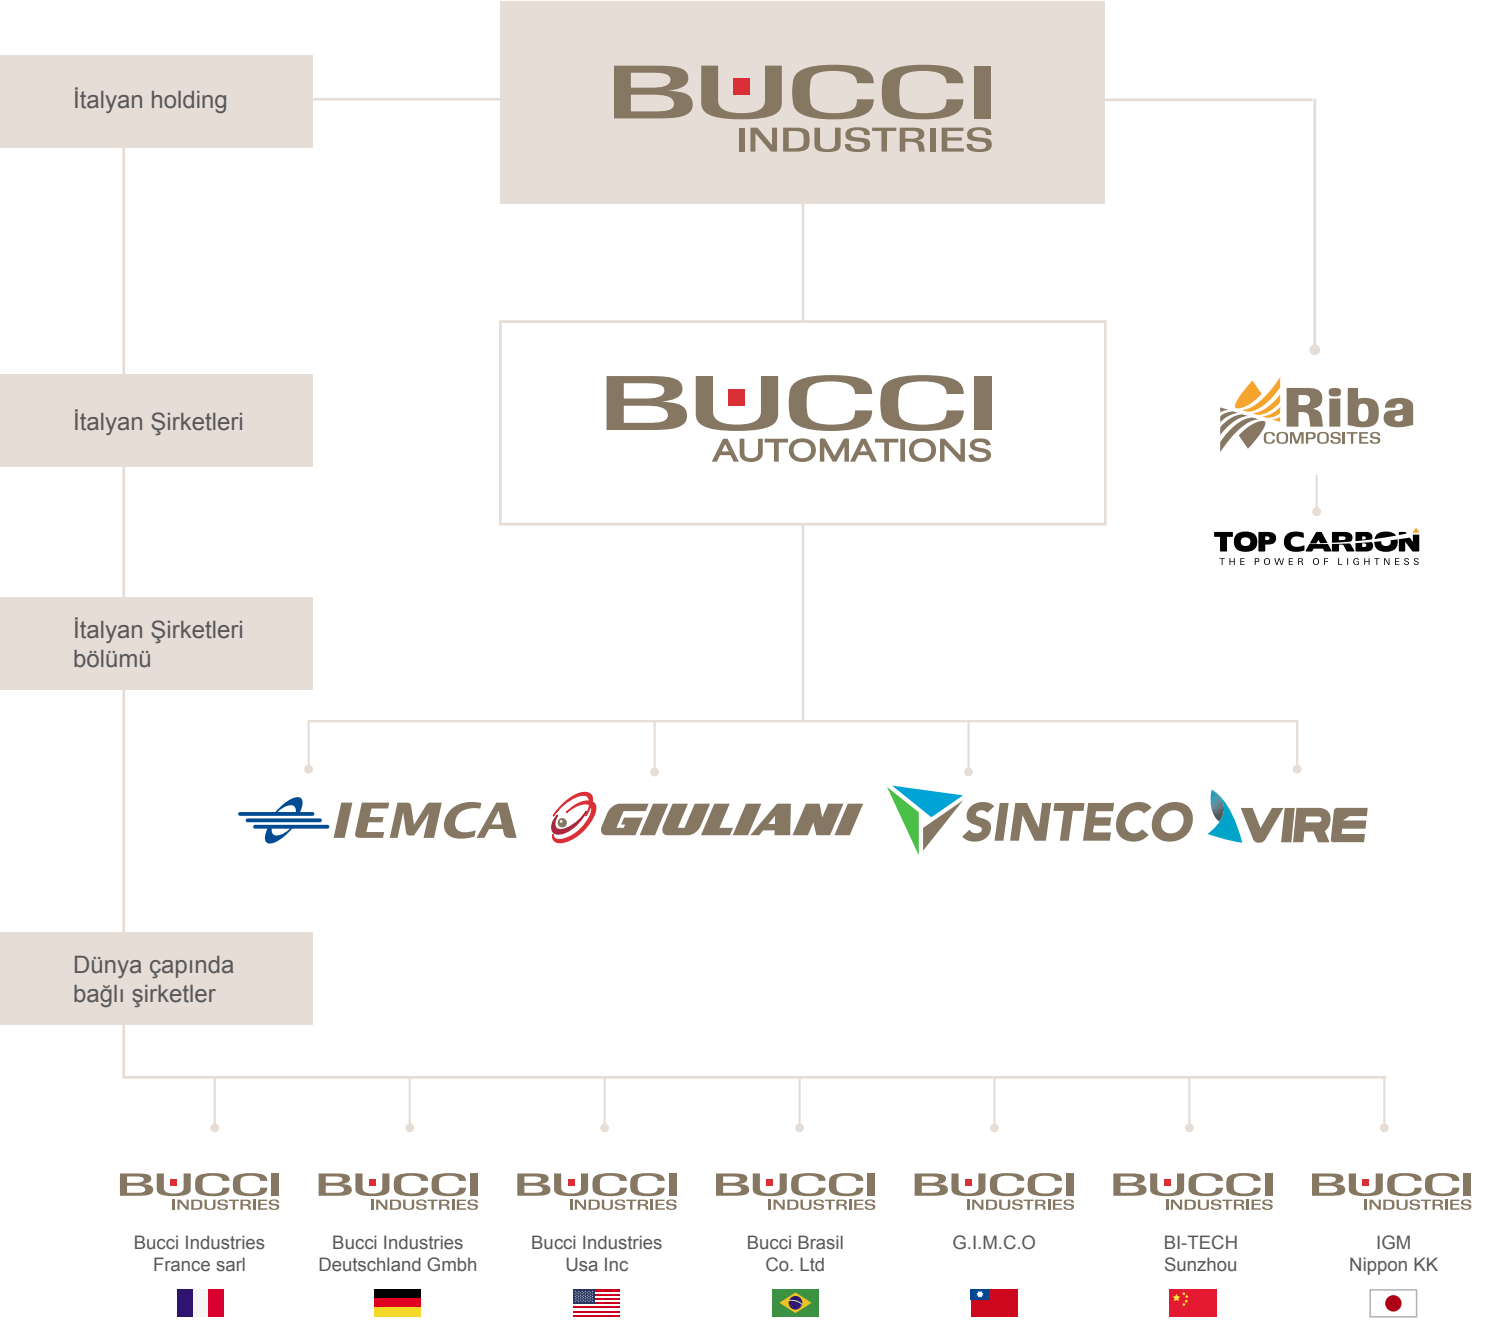 İtalyan holding
BUCCI
INDUSTRIES
İtalyan Şirketleri
BUCCI
AUTOMATIONS
Riba
COMPOSITES
TOP CARBON
THE POWER OF LIGHTNESS
İtalyan Şirketleri
bölümü
IEMCA
GIULIANI
SINTECO
VIRE
Dünya çapında
bağlı şirketler
BUCCI
INDUSTRIES
Bucci Industries
France sarl
BUCCI
INDUSTRIES
Bucci Industries
Deutschland Gmbh
BUCCI
INDUSTRIES
Bucci Industries
Usa Inc
BUCCI
INDUSTRIES
Bucci Brasil
Co. Ltd
BUCCI
INDUSTRIES
G.I.M.C.O
BUCCI
INDUSTRIES
BI-TECH
Sunzhou
BUCCI
INDUSTRIES
IGM
Nippon KK